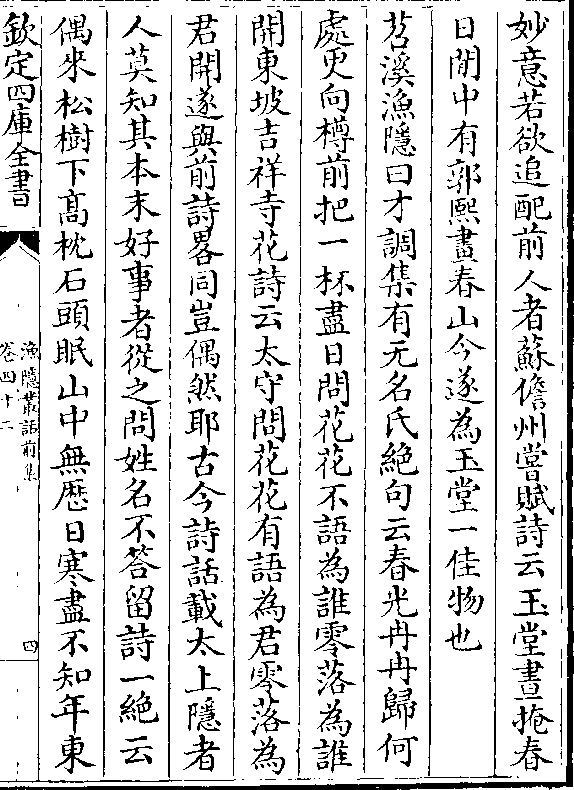 妙意若欲追配前人者蘇儋州嘗賦詩云玉堂晝掩春
日閒中有郭熙畫春山今遂為玉堂一佳物也
苕溪漁隱曰才調集有无名氏絶句云春光冉冉歸何
處更向樽前把一杯盡日問花花不語為誰零落為誰
開東坡吉祥寺花詩云太守問花花有語為君零落為
君開遂與前詩畧同豈偶然耶古今詩話載太上隱者
人莫知其本末好事者從之問姓名不答留詩一絶云
偶來松樹下髙枕石頭眠山中無厯日寒盡不知年東
欽定四庫全書
漁隱叢話前集
卷四十二
四